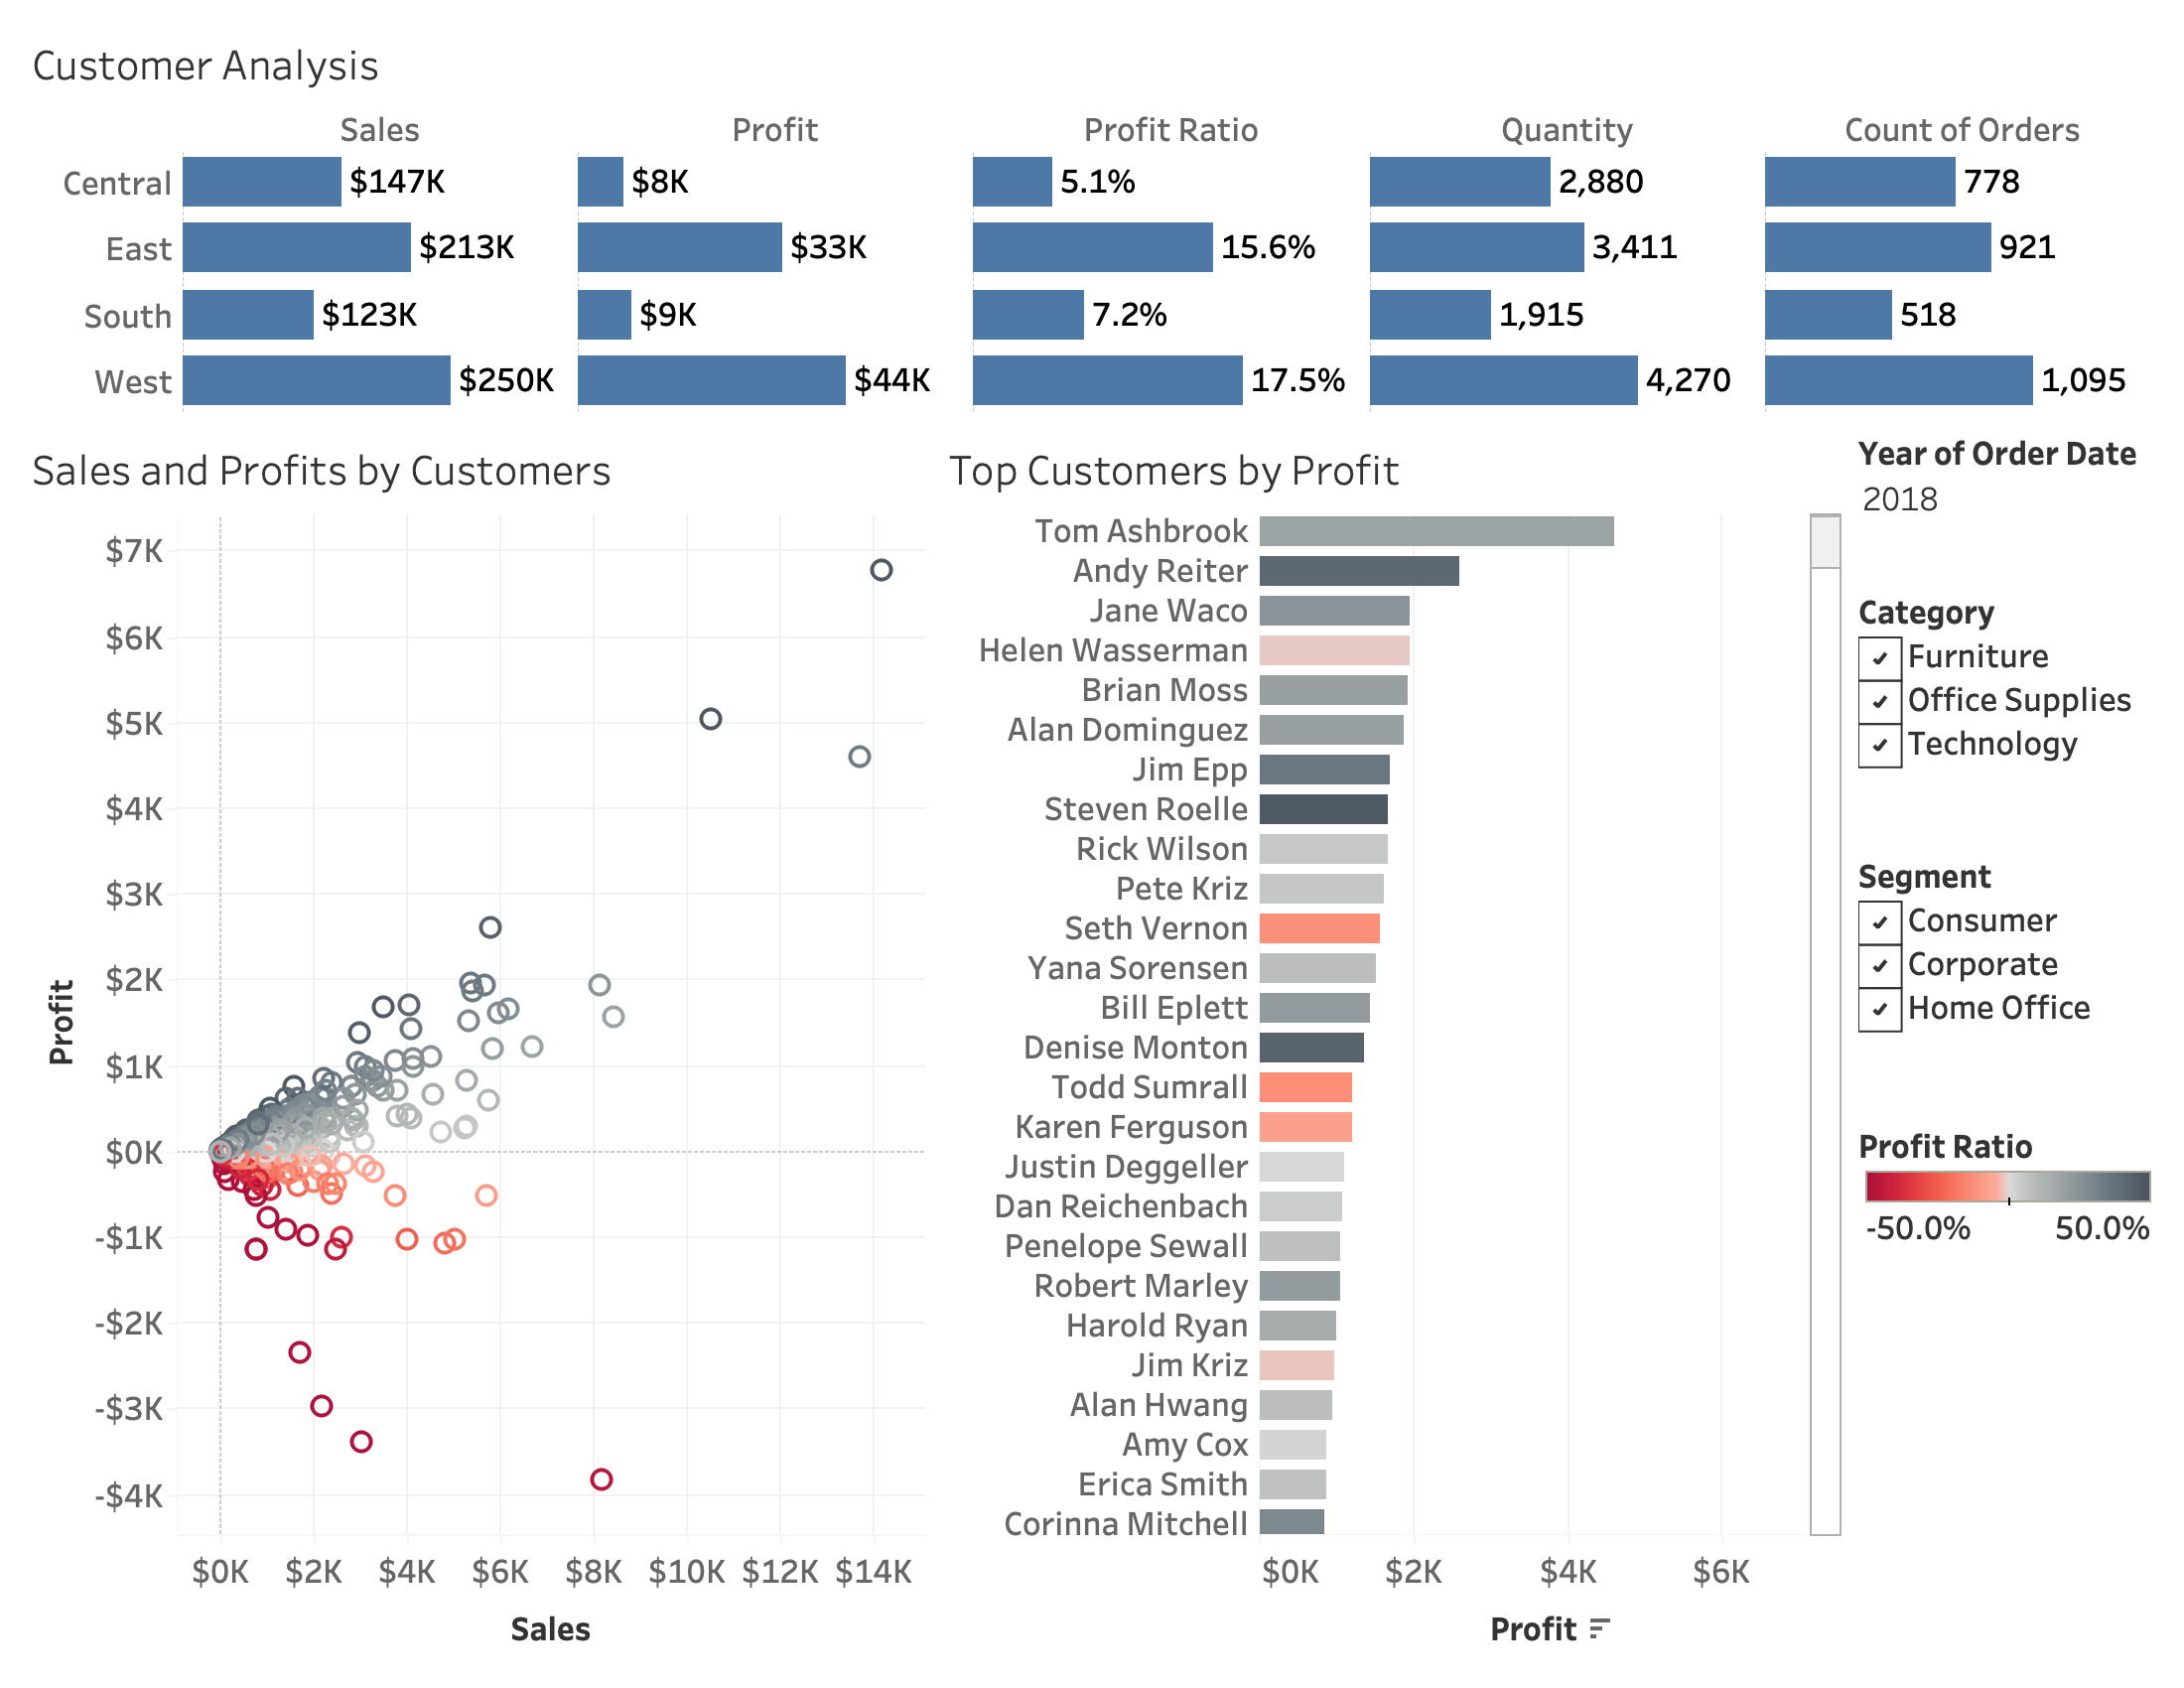 Customer Analysis
Sales Profit Profit Ratio Quantity Count of Orders
Central $147K $8K 5.1% 2,880 778
East $213K $33K 15.6% 3,411 921
South $123K $9K 7.2% 1,915 518
West $250K $44K 17.5% 4,270 1,095
Sales and Profits by Customers
$7K
$6K
$5K
$4K
$3K
$2K
$1K
$0K
-$1K
-$2K
-$3K
-$4K
Profit
$0K $2K $4K $6K $8K $10K $12K $14K
Sales
Top Customers by Profit
Tom Ashbrook
Andy Reiter
Jane Waco
Helen Wasserman
Brian Moss
Alan Dominguez
Jim Epp
Steven Roelle
Rick Wilson
Pete Kriz
Seth Vernon
Yana Sorensen
Bill Eplett
Denise Monton
Todd Sumrall
Karen Ferguson
Justin Deggeller
Dan Reichenbach
Penelope Sewall
Robert Marley
Harold Ryan
Jim Kriz
Alan Hwang
Amy Cox
Erica Smith
Corinna Mitchell
$0K $2K $4K $6K
Profit
Year of Order Date
2018
Category
Furniture
Office Supplies
Technology
Segment
Consumer
Corporate
Home Office
Profit Ratio
-50.0% 50.0%